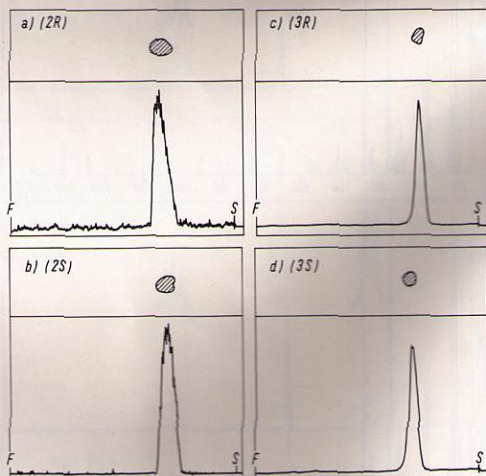 a) (2R)
c) (3R)
F S
F S
b) (2S)
d) (3S)
F S
F S